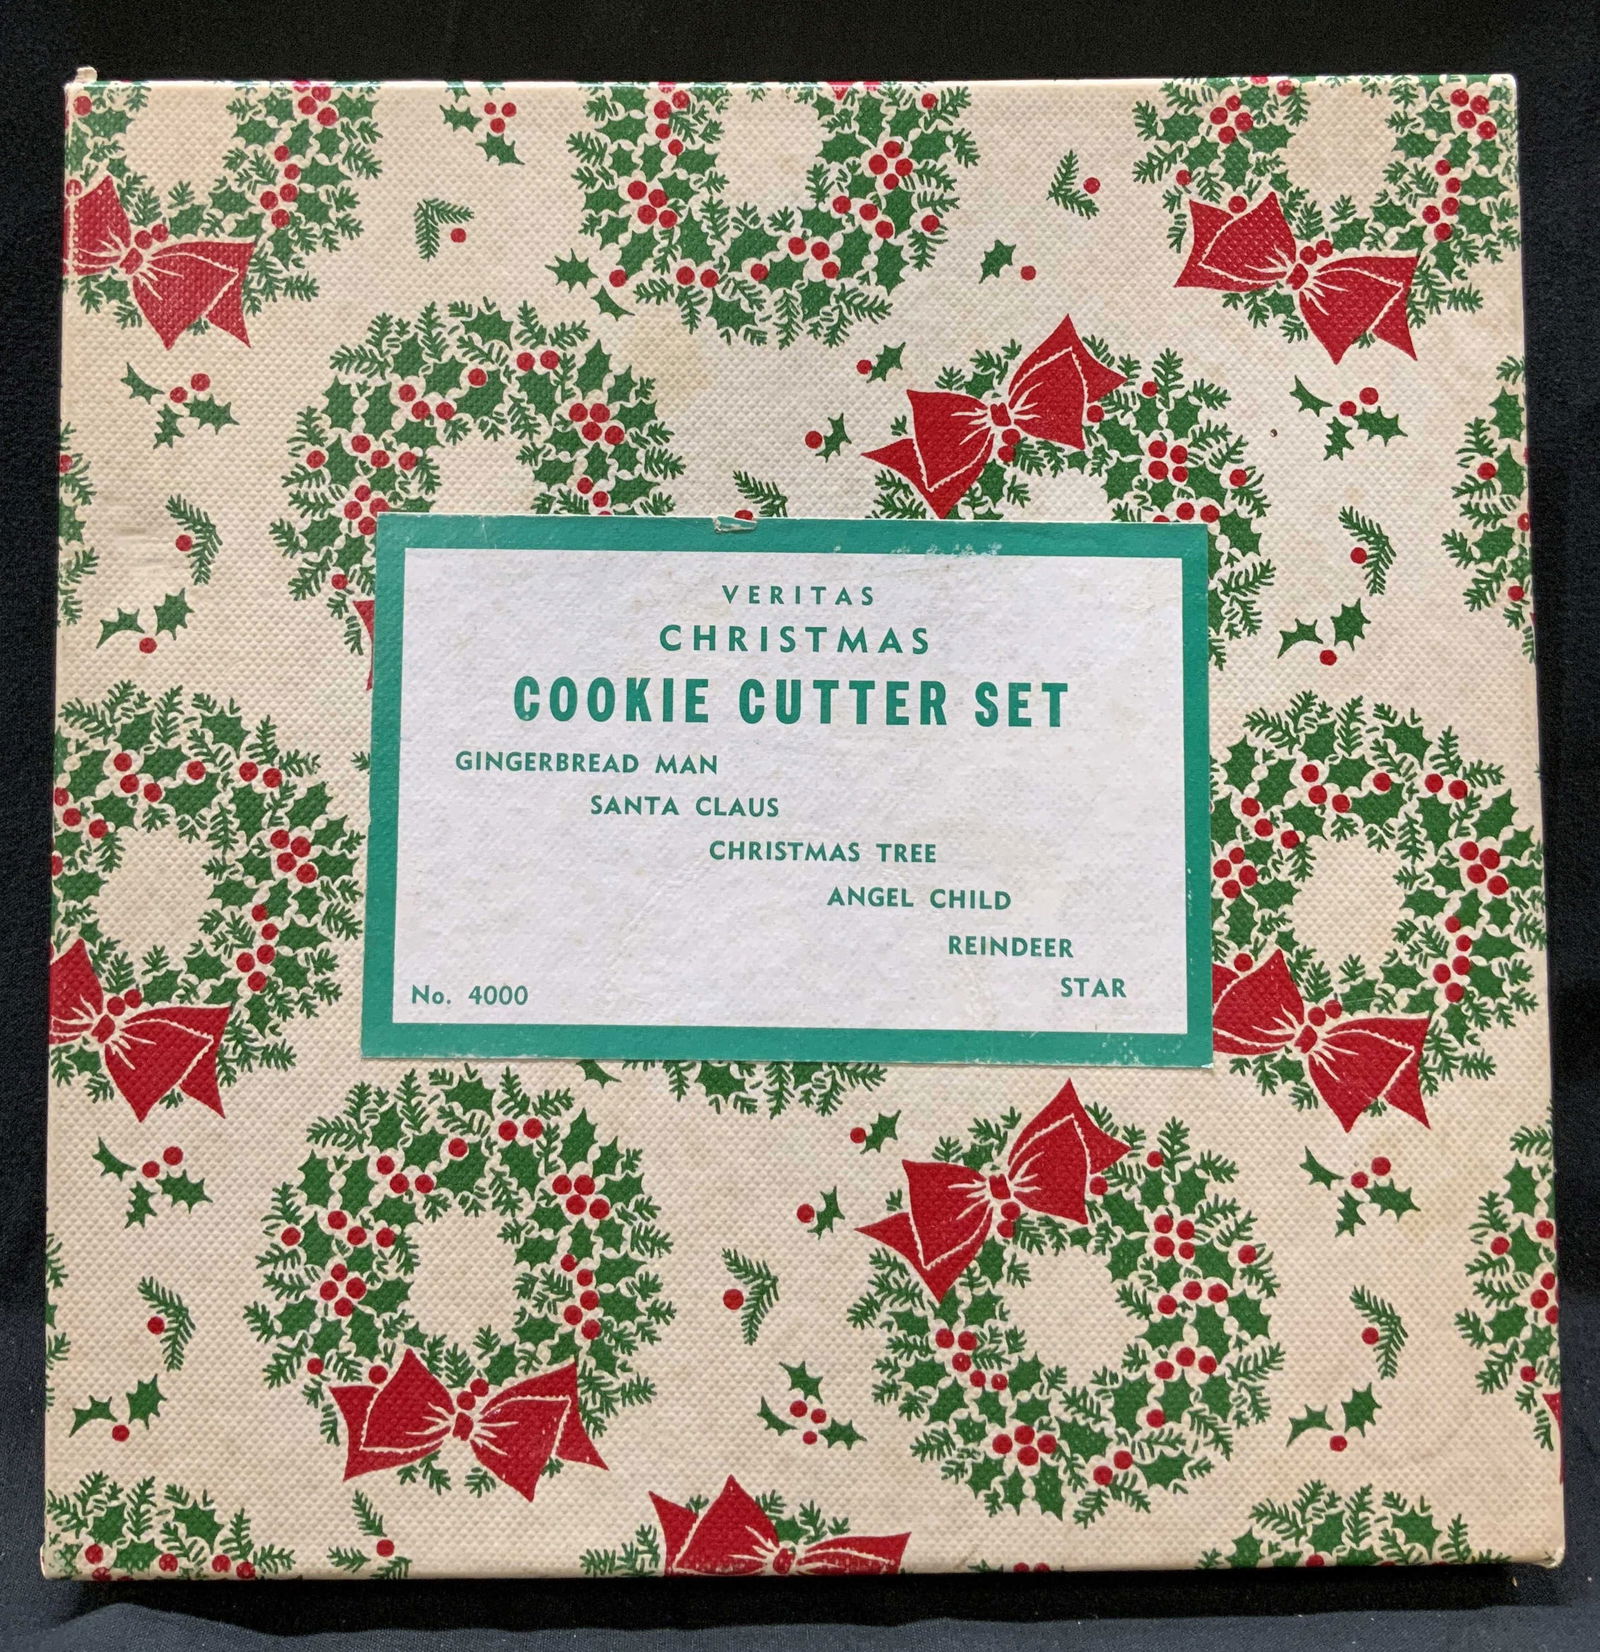 VERITAS
CHRISTMAS
COOKIE CUTTER SET
GINGERBREAD MAN
SANTA CLAUS
CHRISTMAS TREE
ANGEL CHILD
REINDEER
STAR
No. 4000